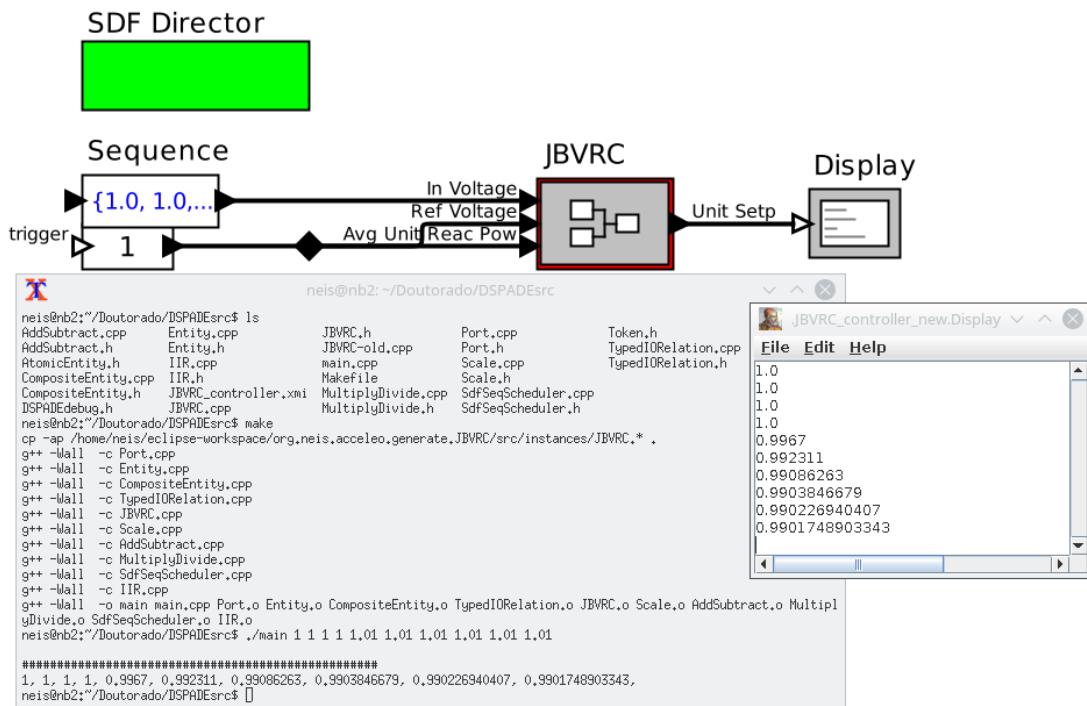 SDF Director
Sequence
{1.0, 1.0,...
trigger
1
In Voltage
Ref Voltage
Avg Unit Reac Pow
JBVRC
Unit Setp
Display
neis@nb2: ~/Doutorado/DSPADEsrc
neis@nb2:~/Doutorado/DSPADEsrc$ ls
AddSubtract.cpp Entity.cpp JBVRC.h Port.cpp Token.h
AddSubtract.h Entity.h JBVRC-old.cpp Port.h TypedIORelation.cpp
AtomicEntity.h IIR.cpp main.cpp Scale.cpp TypedIORelation.h
CompositeEntity.cpp IIR.h Makefile Scale.h
CompositeEntity.h JBVRC_controller.xmi MultiplyDivide.cpp SdfSeqScheduler.cpp
DSPADEdebug.h JBVRC.cpp MultiplyDivide.h SdfSeqScheduler.h
neis@nb2:~/Doutorado/DSPADEsrc$ make
cp -ap /home/neis/eclipse-workspace/org.neis.acceleo.generate.JBVRC/src/instances/JBVRC.* .
g++ -Wall -c Port.cpp
g++ -Wall -c Entity.cpp
g++ -Wall -c CompositeEntity.cpp
g++ -Wall -c TypedIORelation.cpp
g++ -Wall -c JBVRC.cpp
g++ -Wall -c Scale.cpp
g++ -Wall -c AddSubtract.cpp
g++ -Wall -c MultiplyDivide.cpp
g++ -Wall -c SdfSeqScheduler.cpp
g++ -Wall -c IIR.cpp
g++ -Wall -o main main.cpp Port.o Entity.o CompositeEntity.o TypedIORelation.o JBVRC.o Scale.o AddSubtract.o Multipl
yDivide.o SdfSeqScheduler.o IIR.o
neis@nb2:~/Doutorado/DSPADEsrc$ ./main 1 1 1 1 1.01 1.01 1.01 1.01 1.01 1.01
###################################################
1, 1, 1, 1, 0.9967, 0.992311, 0.99086263, 0.9903846679, 0.990226940407, 0.9901748903343,
neis@nb2:~/Doutorado/DSPADEsrc$
.JBVRC_controller_new.Display
File Edit Help
1.0
1.0
1.0
1.0
0.9967
0.992311
0.99086263
0.9903846679
0.990226940407
0.9901748903343